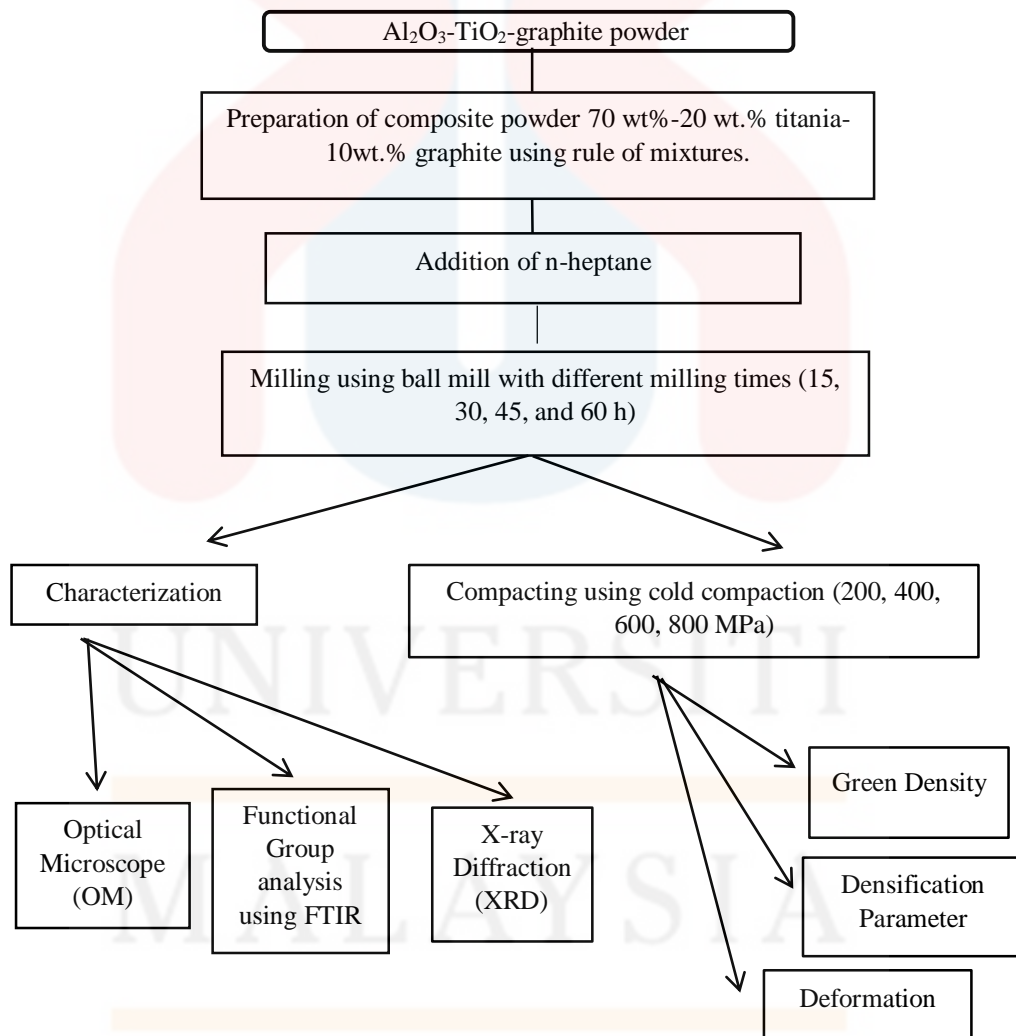 Al₂O₃-TiO₂-graphite powder
Preparation of composite powder 70 wt%-20 wt.% titania-
10wt.% graphite using rule of mixtures.
Addition of n-heptane
Milling using ball mill with different milling times (15,
30, 45, and 60 h)
Characterization
Compacting using cold compaction (200, 400,
600, 800 MPa)
Optical
Microscope
(OM)
Functional
Group
analysis
using FTIR
X-ray
Diffraction
(XRD)
Green Density
Densification
Parameter
Deformation
UNIVERSITI
MALAYSIA